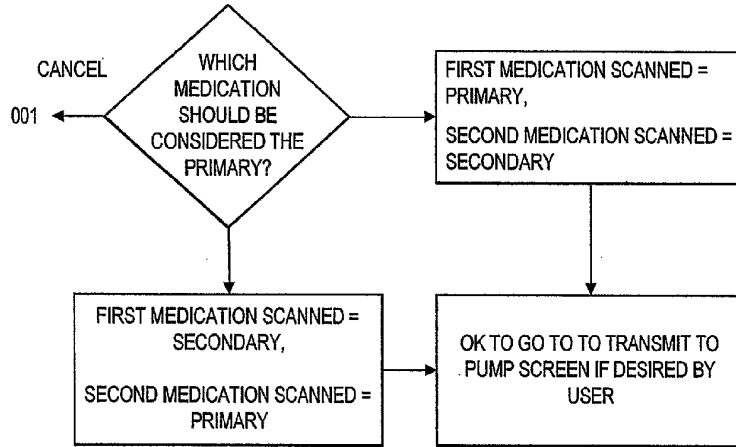 CANCEL
001
WHICH
MEDICATION
SHOULD BE
CONSIDERED THE
PRIMARY?
FIRST MEDICATION SCANNED =
PRIMARY,
SECOND MEDICATION SCANNED =
SECONDARY
FIRST MEDICATION SCANNED =
SECONDARY,
SECOND MEDICATION SCANNED =
PRIMARY
OK TO GO TO TO TRANSMIT TO
PUMP SCREEN IF DESIRED BY
USER